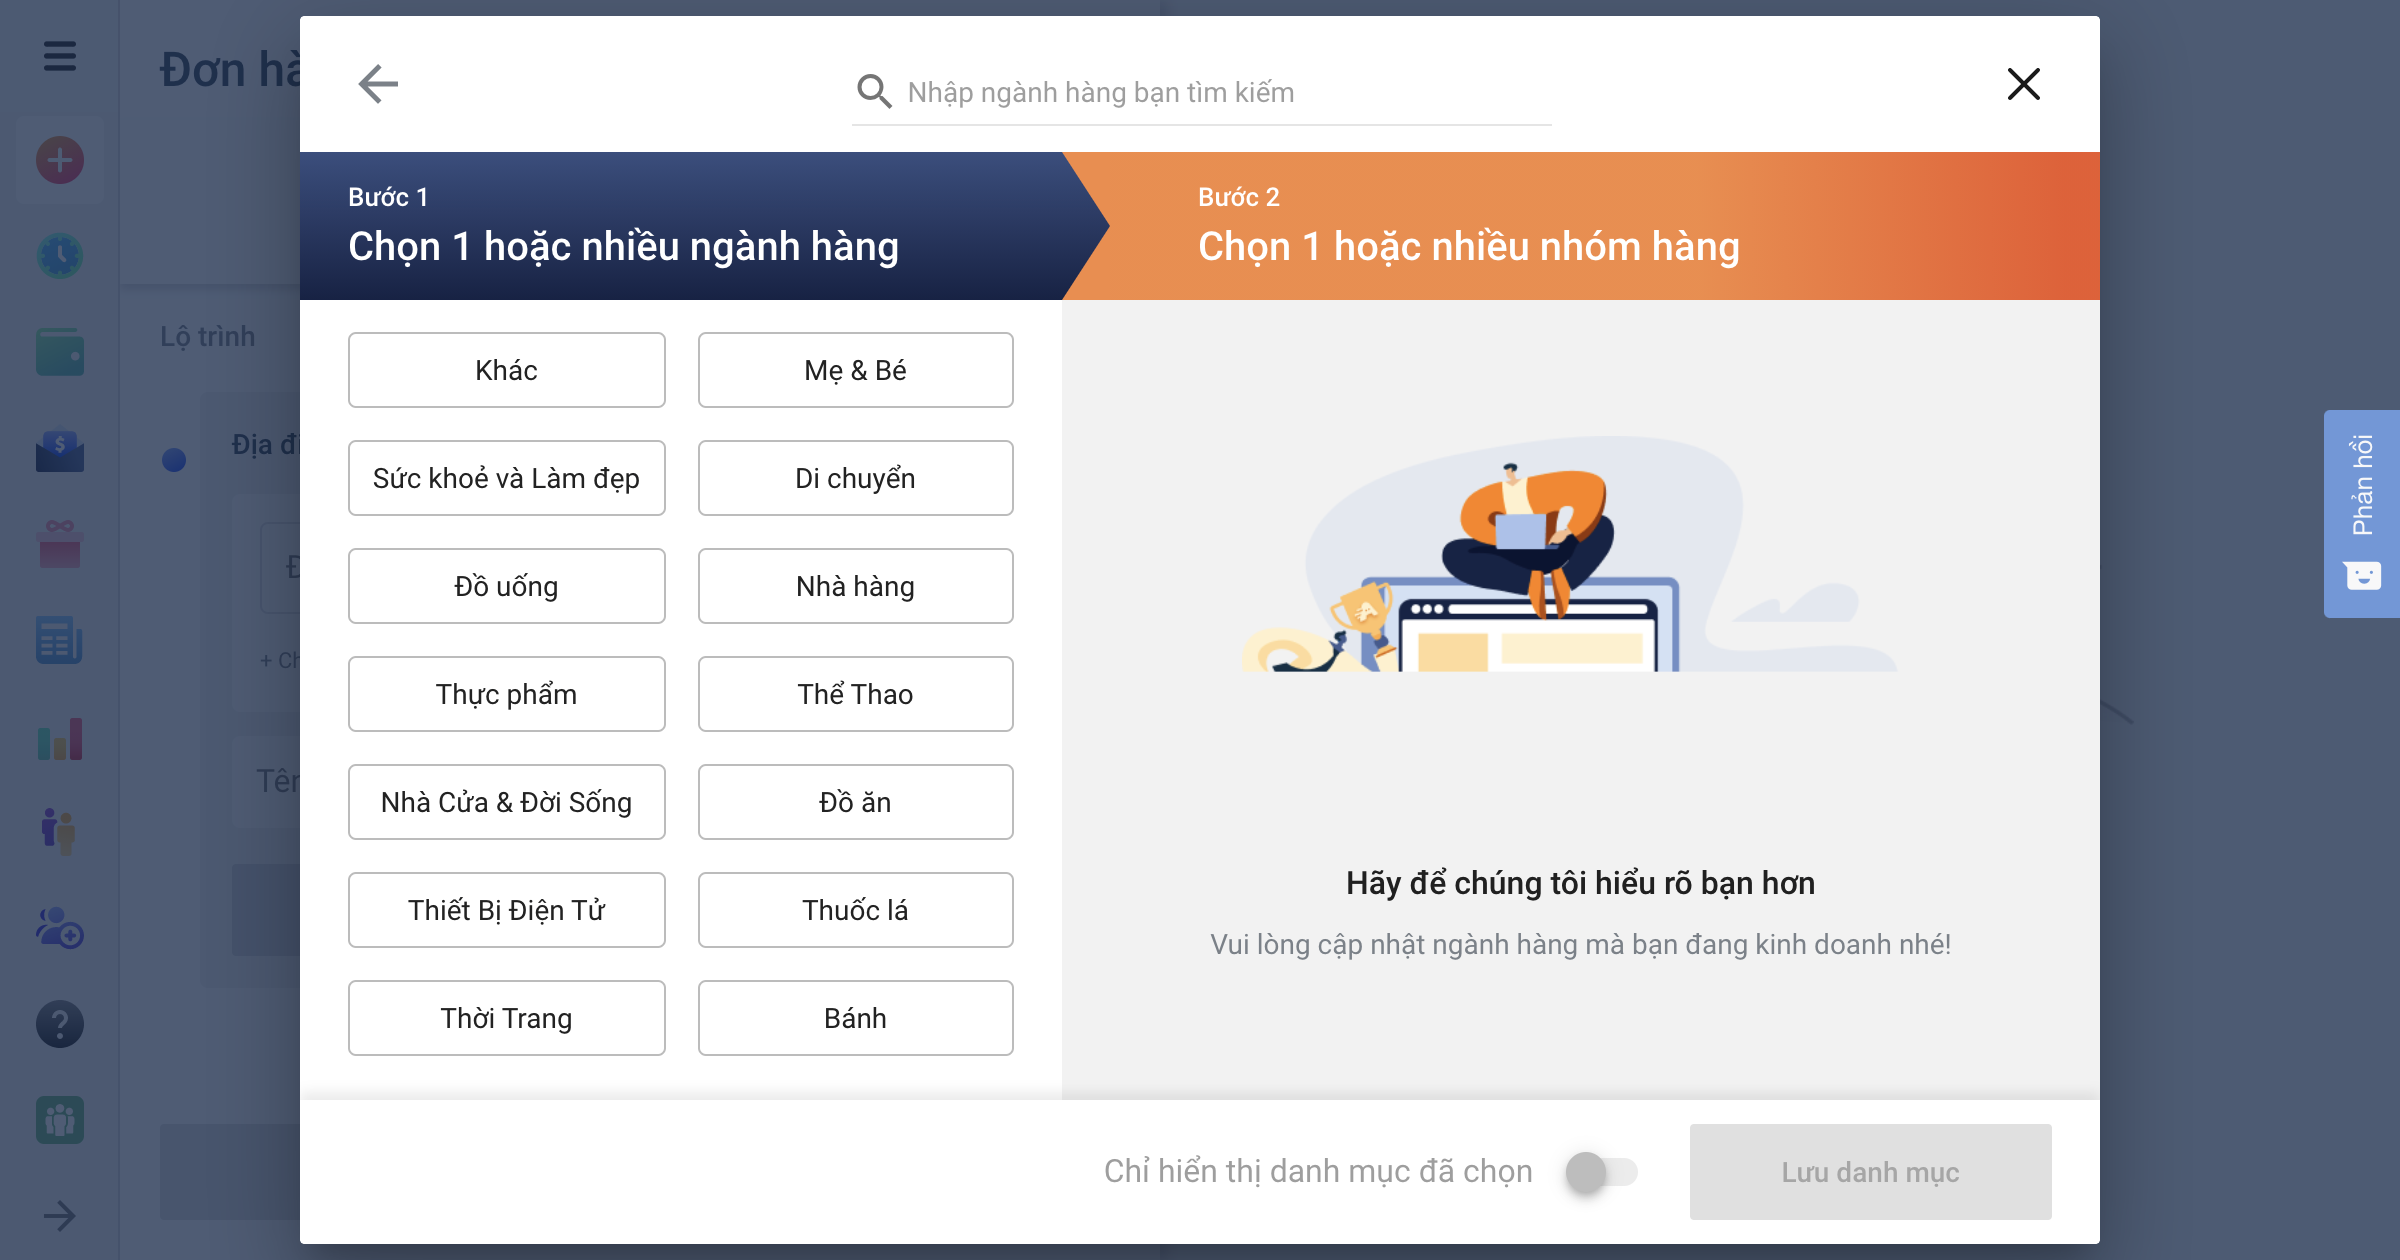 Đơn
Nhập ngành hàng bạn tìm kiếm
Bước 1
Chọn 1 hoặc nhiều ngành hàng
Bước 2
Chọn 1 hoặc nhiều nhóm hàng
Lộ trình
Địa
Khác
Mẹ & Bé
Sức khoẻ và Làm đẹp
Di chuyển
Đồ uống
Nhà hàng
Thực phẩm
Thể Thao
Nhà Cửa & Đời Sống
Đồ ăn
Thiết Bị Điện Tử
Thuốc lá
Thời Trang
Bánh
Hãy để chúng tôi hiểu rõ bạn hơn
Vui lòng cập nhật ngành hàng mà bạn đang kinh doanh nhé!
Chỉ hiển thị danh mục đã chọn
Lưu danh mục
Phản hồi